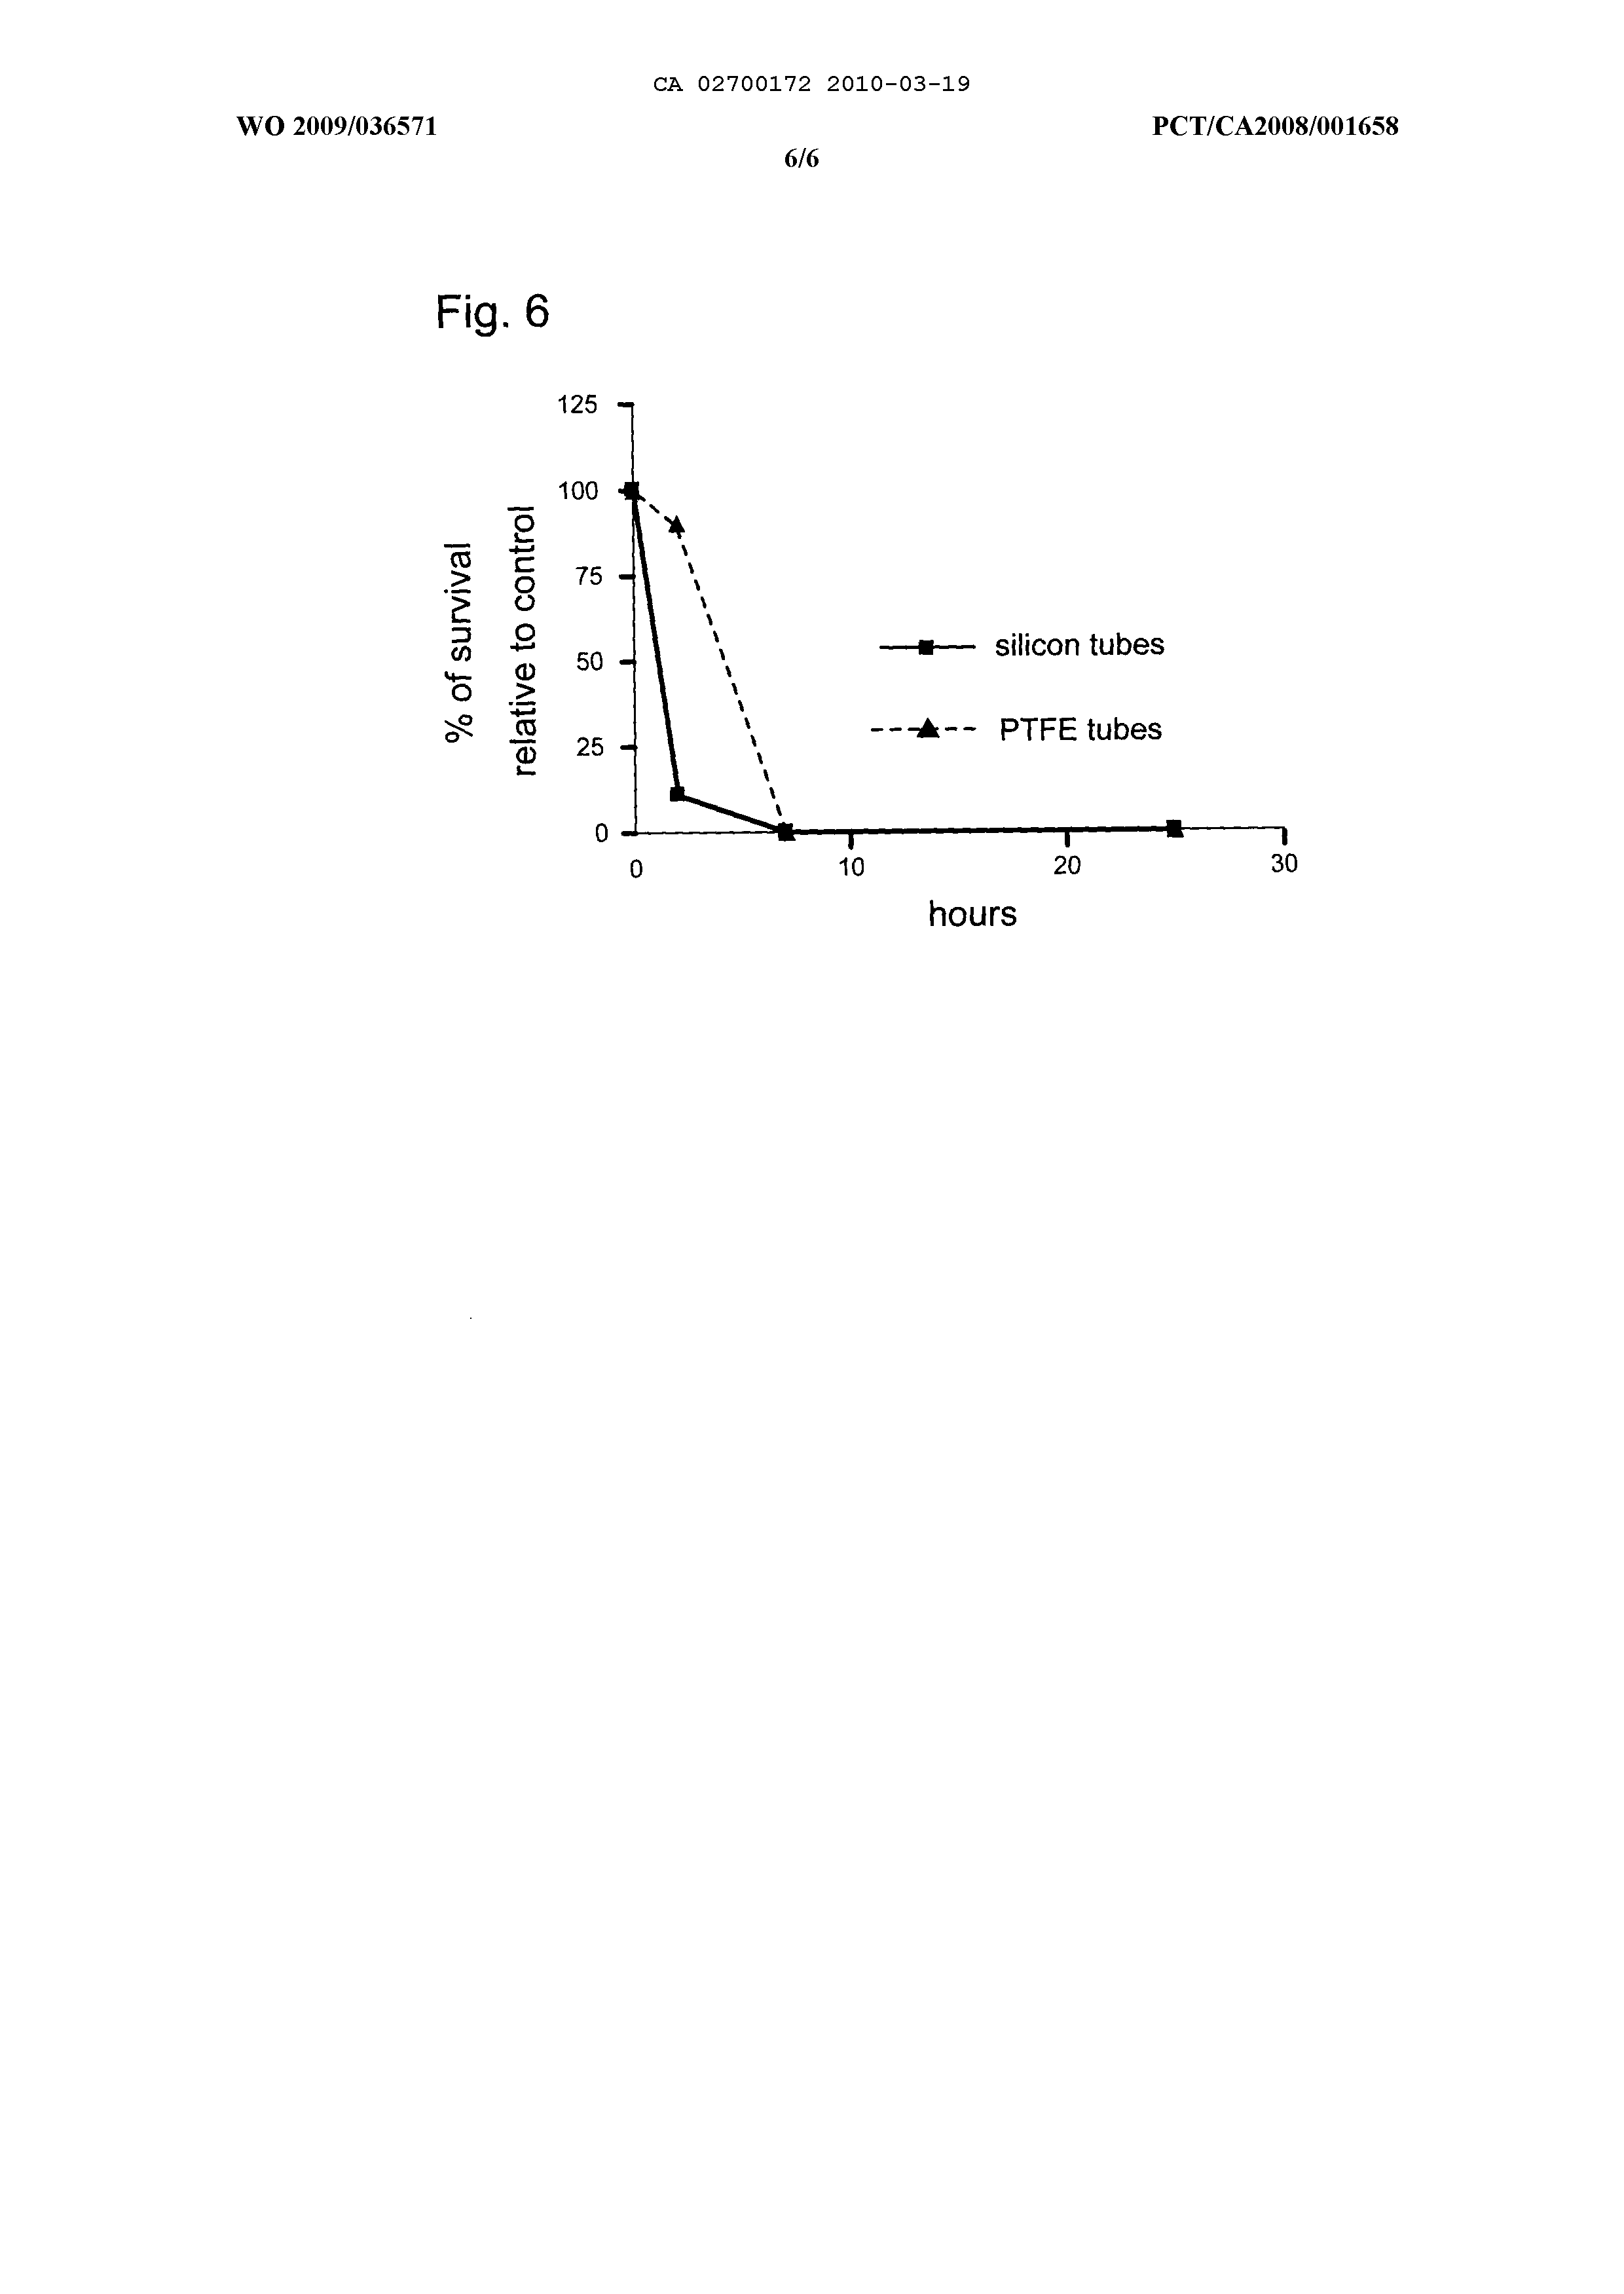 CA 02700172 2010-03-19
WO 2009/036571
PCT/CA2008/001658
6/6
Fig. 6
% of survival
relative to control
125
100
75
50
25
0
0
10
20
30
hours
silicon tubes
PTFE tubes